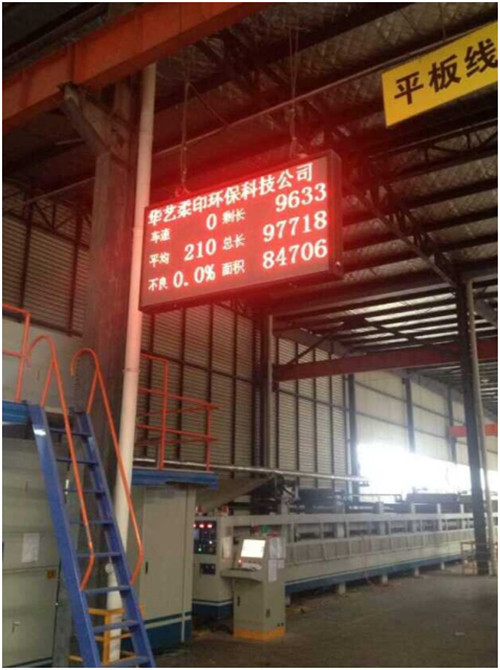 平板线
华艺柔印环保科技公司
车速 0 剩长 9633
平均 210 总长 97718
不良 0.0% 面积 84706